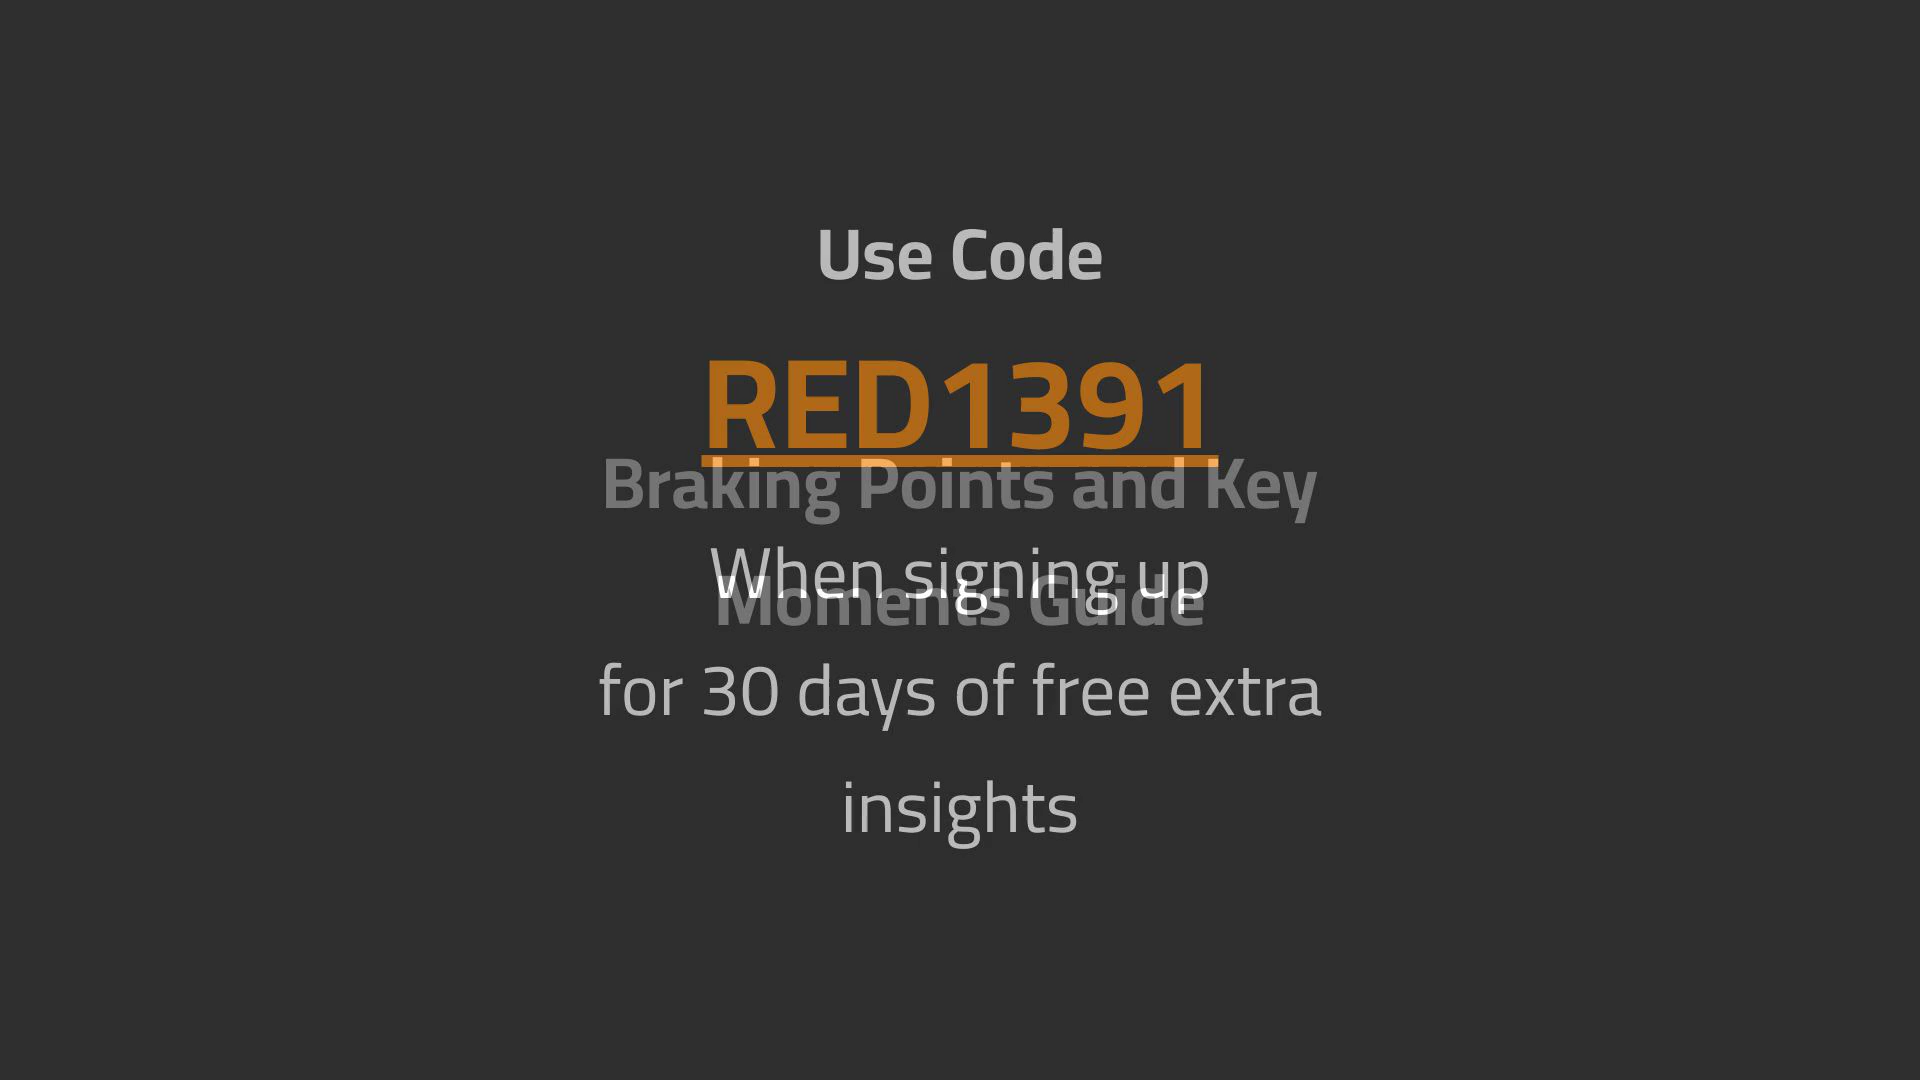 Use Code
RED1391
Braking Points and Key
When signing up
Moments Guide
for 30 days of free extra
insights